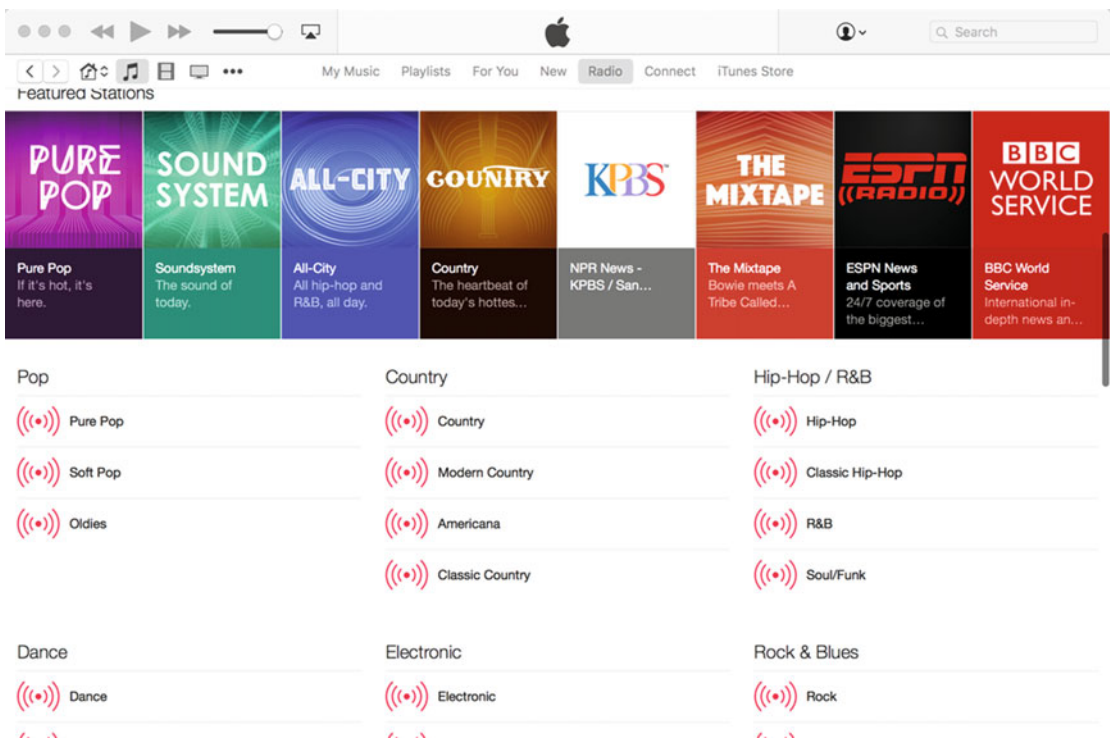 Search
My Music Playlists For You New Radio Connect iTunes Store
Featured Stations
PURE
POP
SOUND
SYSTEM
ALL-CITY
COUNTRY
KPBS
THE
MIXTAPE
ESPN
((RADIO))
BBC
WORLD
SERVICE
Pure Pop
If it's hot, it's
here.
Soundsystem
The sound of
today.
All-City
All hip-hop and
R&B, all day.
Country
The heartbeat of
today's hottes...
NPR News -
KPBS / San...
The Mixtape
Bowie meets A
Tribe Called...
ESPN News
and Sports
24/7 coverage of
the biggest...
BBC World
Service
International in-
depth news an...
Pop
Pure Pop
Soft Pop
Oldies
Country
Country
Modern Country
Americana
Classic Country
Hip-Hop / R&B
Hip-Hop
Classic Hip-Hop
R&B
Soul/Funk
Dance
Dance
Electronic
Electronic
Rock & Blues
Rock